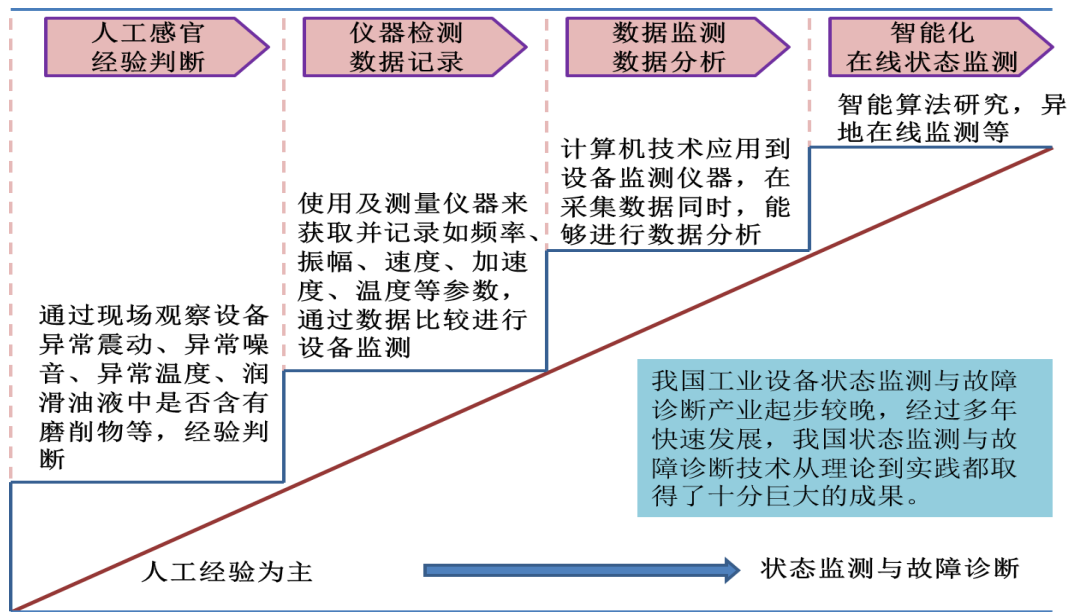 人工感官
经验判断
仪器检测
数据记录
数据监测
数据分析
智能化
在线状态监测
智能算法研究，异
地在线监测等
计算机技术应用到
设备监测仪器，在
采集数据同时，能
够进行数据分析
使用及测量仪器来
获取并记录如频率、
振幅、速度、加速
度、温度等参数，
通过数据比较进行
设备监测
通过现场观察设备
异常震动、异常噪
音、异常温度、润
滑油液中是否含有
磨削物等，经验判
断
我国工业设备状态监测与故障
诊断产业起步较晚，经过多年
快速发展，我国状态监测与故
障诊断技术从理论到实践都取
得了十分巨大的成果。
人工经验为主
状态监测与故障诊断